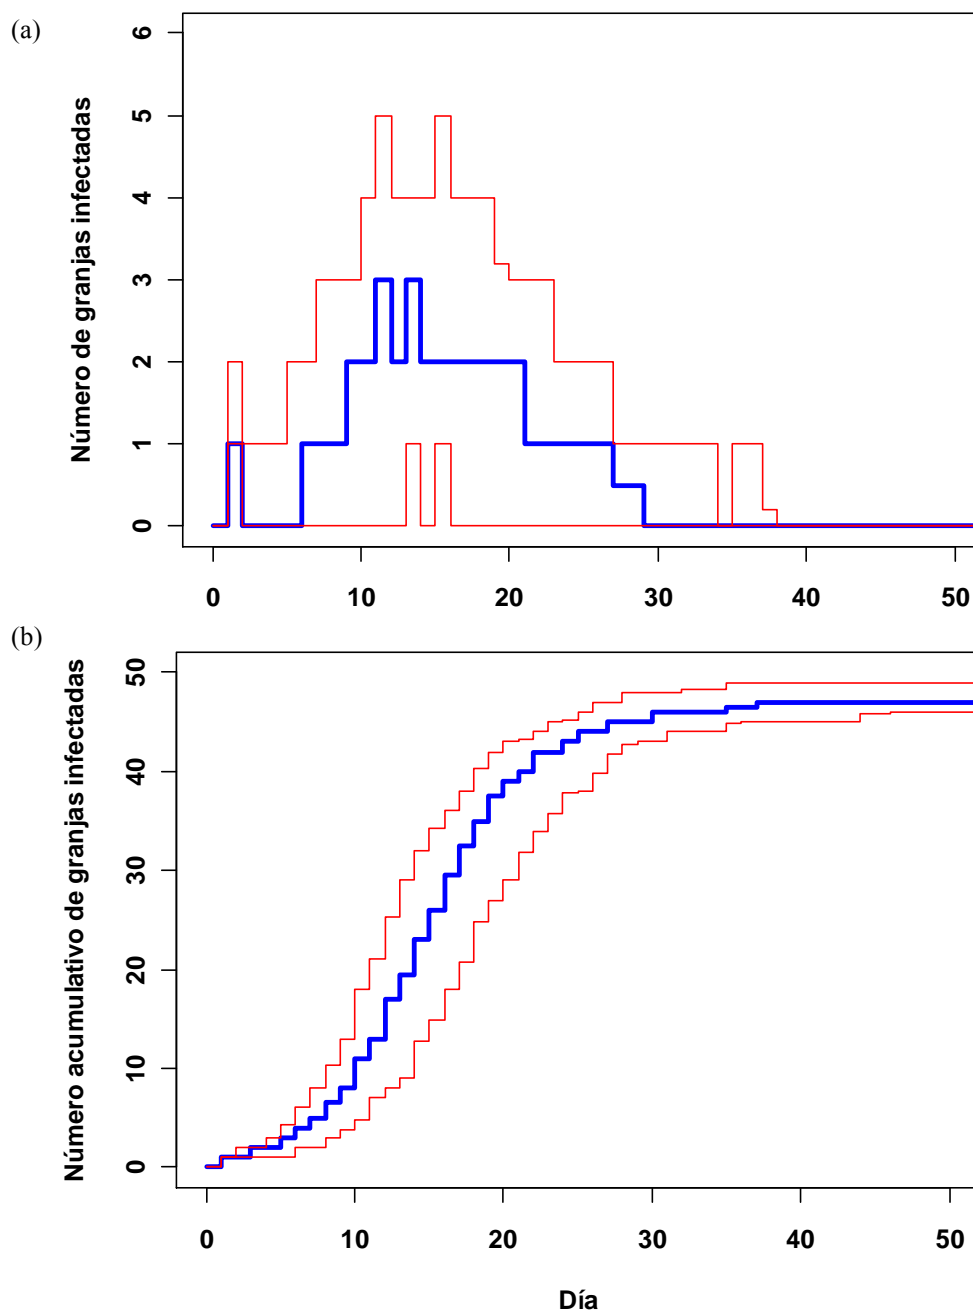 (a)
Número de granjas infectadas
6
5
4
3
2
1
0
0 10 20 30 40 50
(b)
Número acumulativo de granjas infectadas
50
40
30
20
10
0
0 10 20 30 40 50
Día